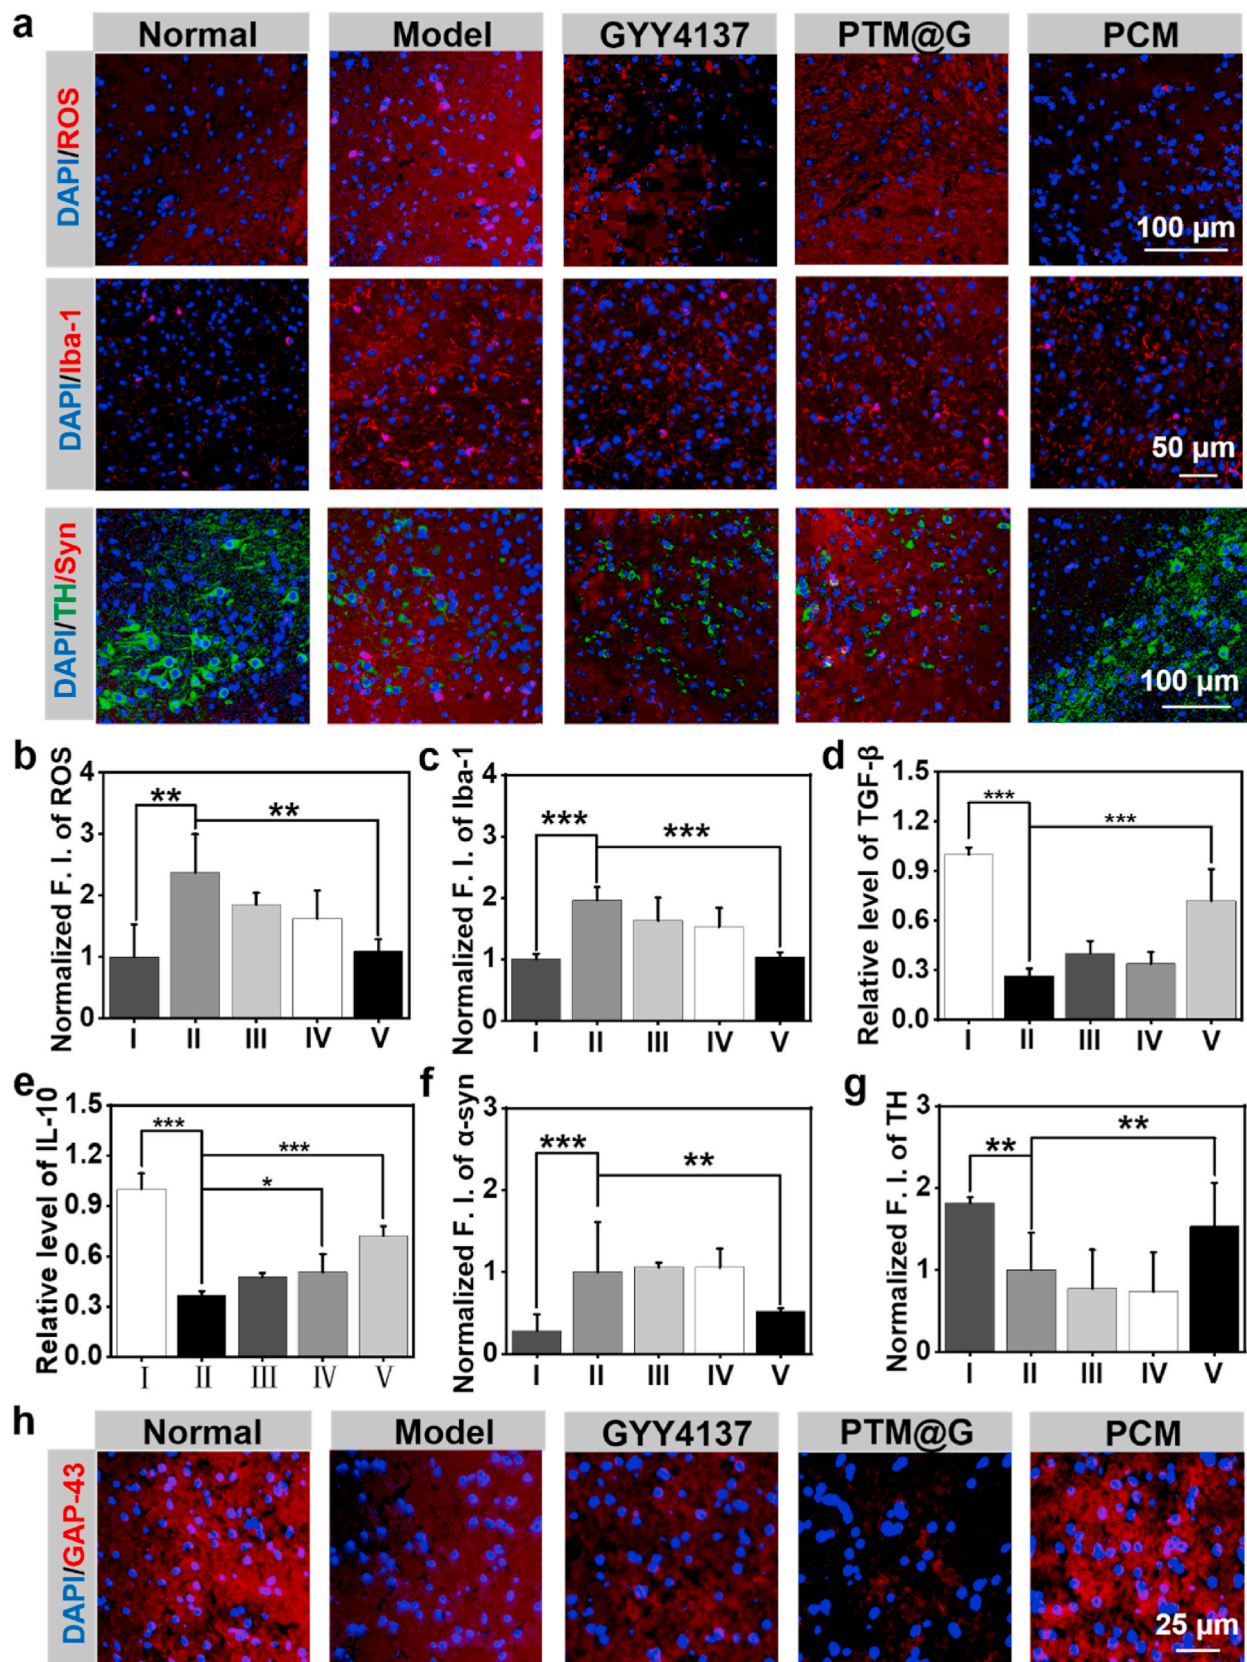 a
Normal Model GYY4137 PTM@G PCM
DAPI/ROS
100 µm
DAPI/Iba-1
50 µm
DAPI/TH/Syn
100 µm
b
Normalized F. I. of ROS
4
3
2
1
0
** **
I II III IV V
c
Normalized F. I. of Iba-1
4
3
2
1
0
*** ***
I II III IV V
d
Relative level of TGF-β
1.5
1.2
0.9
0.6
0.3
0.0
*** ***
I II III IV V
e
Relative level of IL-10
1.5
1.2
0.9
0.6
0.3
0.0
*** ***
*
I II III IV V
f
Normalized F. I. of α-syn
3
2
1
0
*** **
I II III IV V
g
Normalized F. I. of TH
3
2
1
0
** **
I II III IV V
h
Normal Model GYY4137 PTM@G PCM
DAPI/GAP-43
25 µm